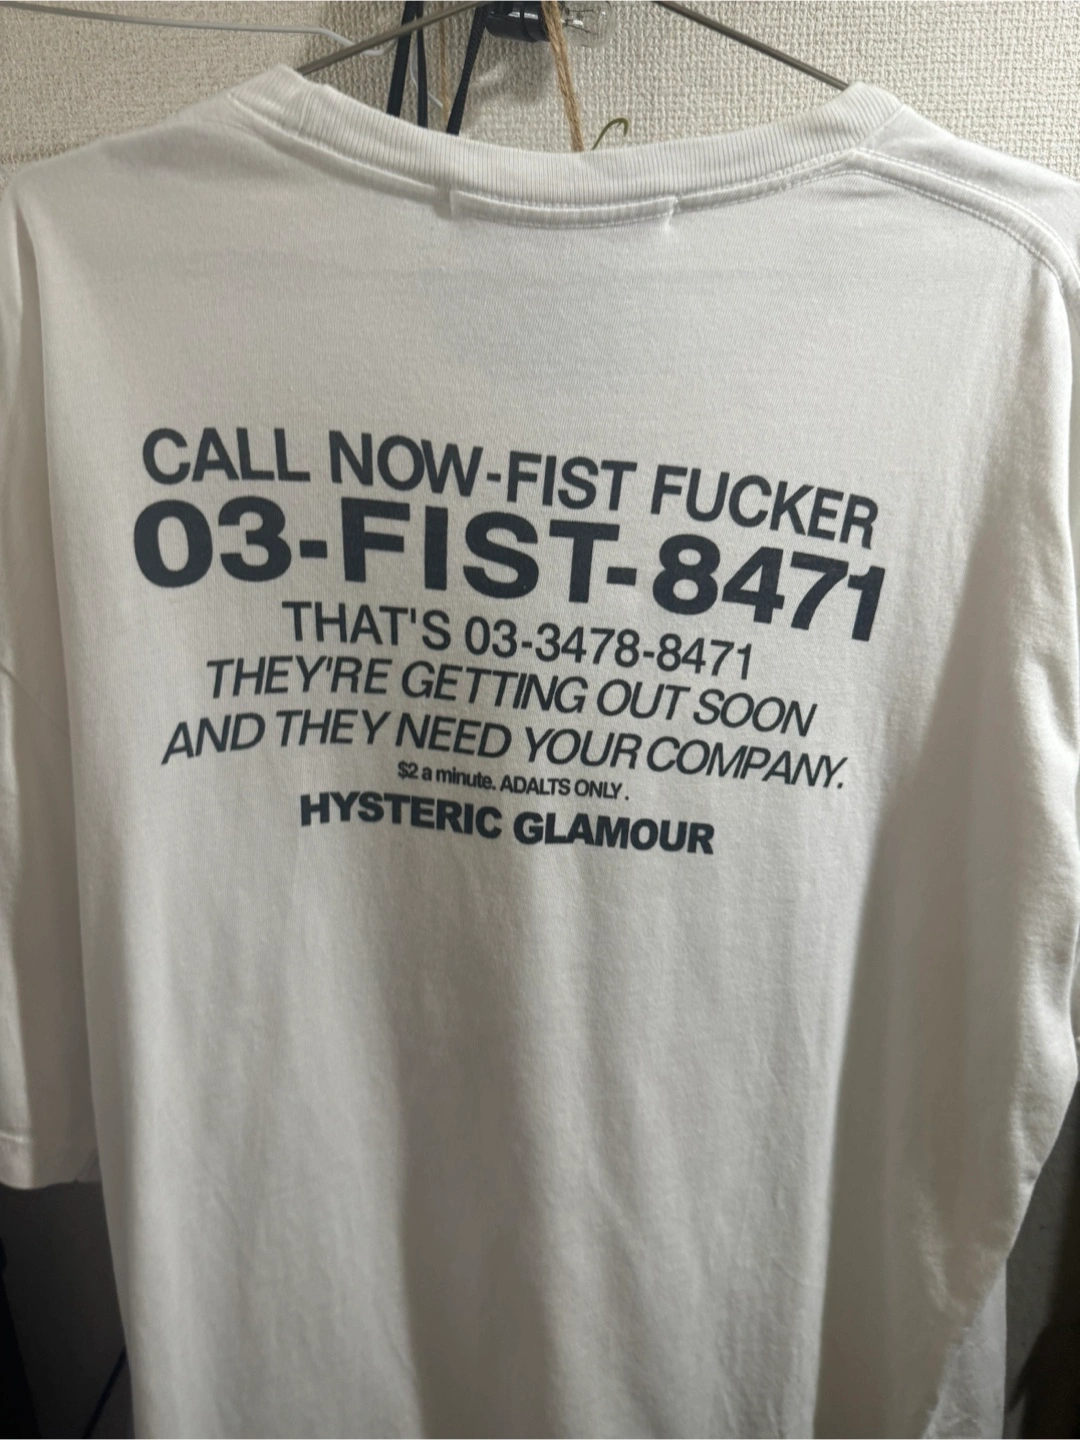 CALL NOW-FIST FUCKER
03-FIST-8471
THAT'S 03-3478-8471
THEY'RE GETTING OUT SOON
AND THEY NEED YOUR COMPANY.
$2 a minute. ADALTS ONLY.
HYSTERIC GLAMOUR